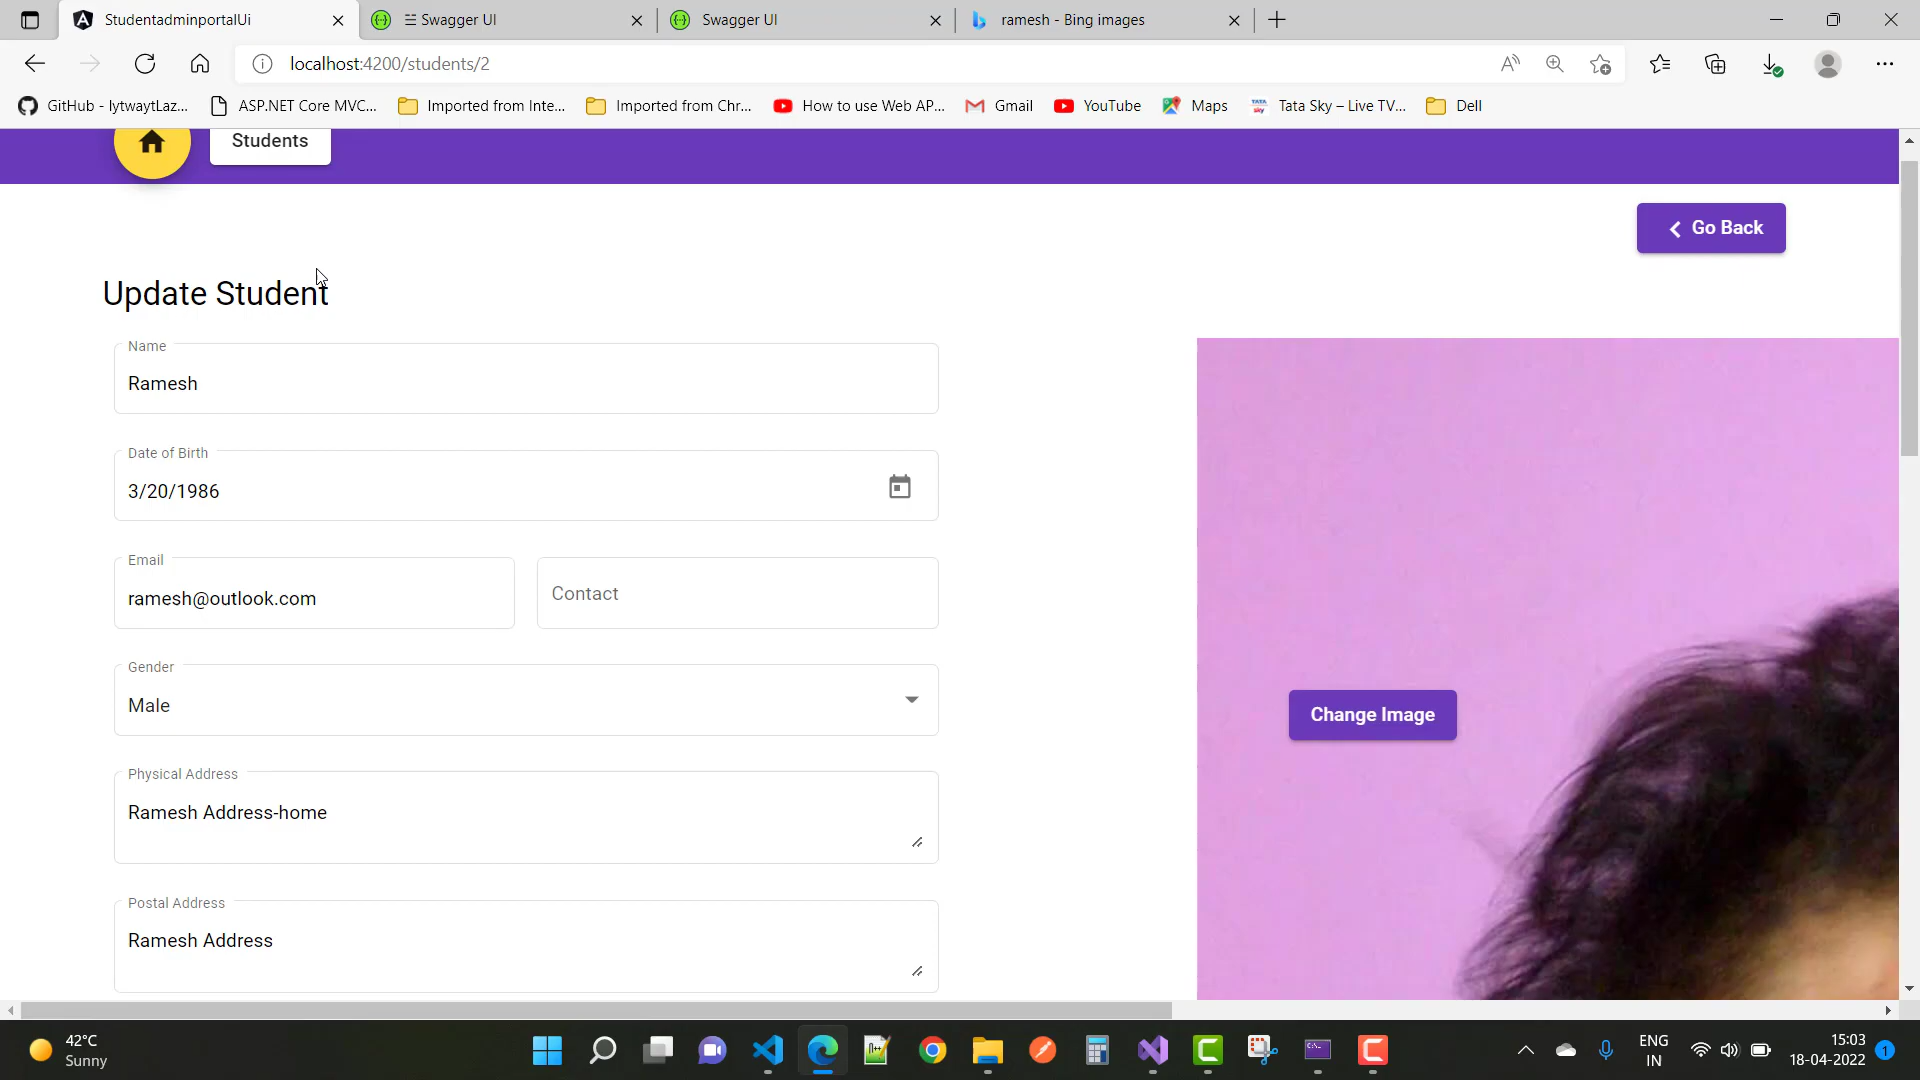 StudentadminportalUi
☰ Swagger UI
Swagger UI
ramesh - Bing images
localhost:4200/students/2
GitHub - lytwaytLaz...
ASP.NET Core MVC...
Imported from Inte...
Imported from Chr...
How to use Web AP...
Gmail
YouTube
Maps
Tata Sky – Live TV...
Dell
Students
Go Back
Update Student
Name
Ramesh
Date of Birth
3/20/1986
Email
ramesh@outlook.com
Contact
Gender
Male
Change Image
Physical Address
Ramesh Address-home
Postal Address
Ramesh Address
42°C
Sunny
ENG
IN
15:03
18-04-2022
1